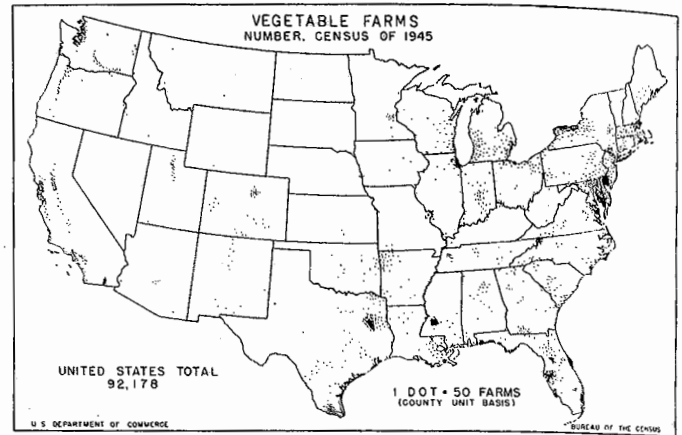 VEGETABLE FARMS
NUMBER, CENSUS OF 1945
UNITED STATES TOTAL
92,178
1 DOT = 50 FARMS
(COUNTY UNIT BASIS)
U S DEPARTMENT OF COMMERCE
BUREAU OF THE CENSUS